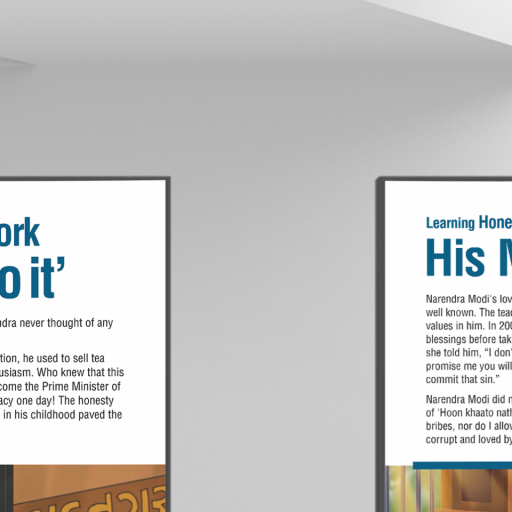 ork
o it’
dra never thought of any
tion, he used to sell tea
usiasm. Who knew that this
come the Prime Minister of
acy one day! The honesty
in his childhood paved the
Learning Hone
His M
Narendra Modi’s lov
well known. The tea
values in him. In 200
blessings before tak
she told him, “I don’
promise me you will
commit that sin.”
Narendra Modi did n
of ‘Hoon khaato nath
bribes, nor do I allov
corrupt and loved by